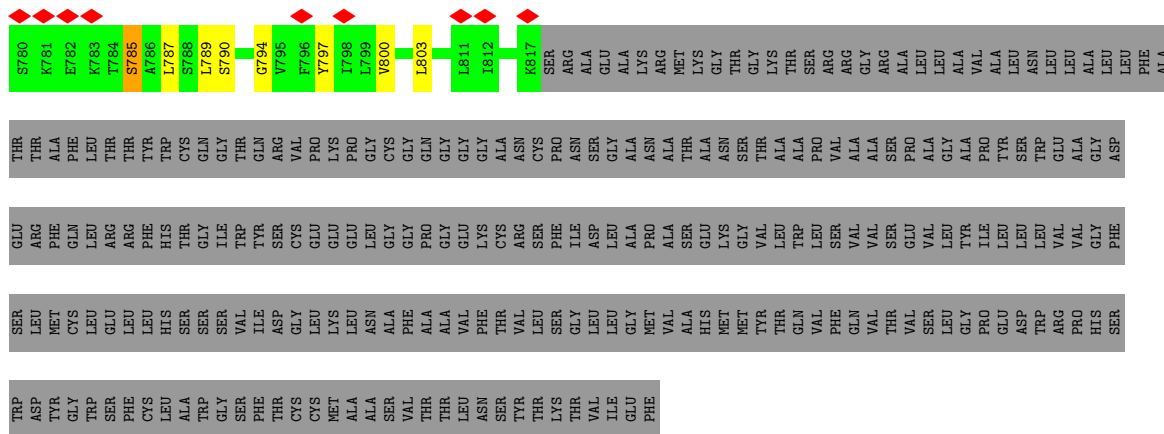 S780 K781 E782 K783 T784 S785 A786 L787 S788 L789 S790 G794 V795 F796 Y797 I798 L799 V800 L803 L811 I812 K817 SER ARG ALA GLU ALA LYS ARG MET LYS GLY THR GLY LYS THR SER ARG ARG GLY ARG ALA LEU LEU ALA VAL ALA LEU ASN LEU LEU ALA LEU LEU PHE ALA
THR THR ALA PHE LEU THR THR TYR TRP CYS GLN GLY THR GLN ARG VAL PRO LYS PRO GLY CYS GLY GLN GLY GLY GLY ALA ASN CYS PRO ASN SER GLY ALA ASN ALA THR ALA ASN SER THR ALA ALA PRO VAL ALA ALA SER PRO ALA GLY ALA PRO TYR SER TRP GLU ALA GLY ASP
GLU ARG PHE GLN LEU ARG ARG PHE HIS THR GLY ILE TRP TYR SER CYS GLU GLU GLU LEU GLY GLY PRO GLY GLU LYS CYS ARG SER PHE ILE ASP LEU ALA PRO ALA SER GLU LYS GLY VAL LEU TRP LEU SER VAL VAL SER GLU VAL LEU TYR ILE LEU LEU LEU VAL VAL GLY PHE
SER LEU MET CYS LEU GLU LEU LEU HIS SER SER SER VAL ILE ASP GLY LEU LYS LEU ASN ALA PHE ALA ALA VAL PHE THR VAL LEU SER GLY LEU LEU GLY MET VAL ALA HIS MET MET TYR THR GLN VAL PHE GLN VAL THR VAL SER LEU GLY PRO GLU ASP TRP ARG PRO HIS SER
TRP ASP TYR GLY TRP SER PHE CYS LEU ALA TRP GLY SER PHE THR CYS CYS MET ALA ALA SER VAL THR THR LEU ASN SER TYR THR LYS THR VAL ILE GLU PHE